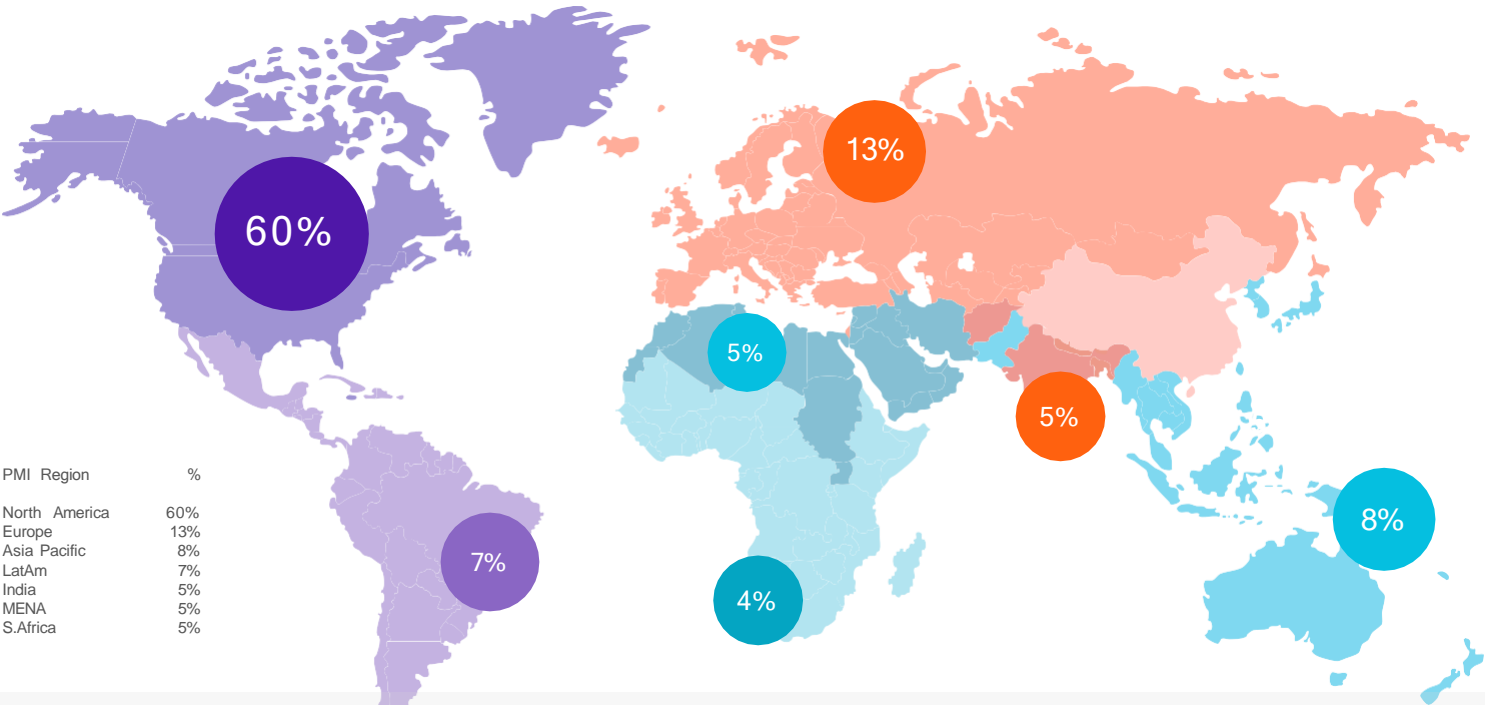 13%
60%
5%
5%
PMI Region %
North America 60%
Europe 13%
Asia Pacific 8%
LatAm 7%
India 5%
MENA 5%
S.Africa 5%
8%
7%
4%